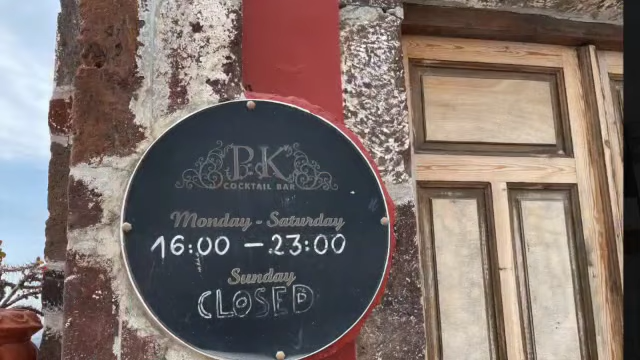 P.K
COCKTAIL BAR
Monday - Saturday
16:00 — 23:00
Sunday
CLOSED